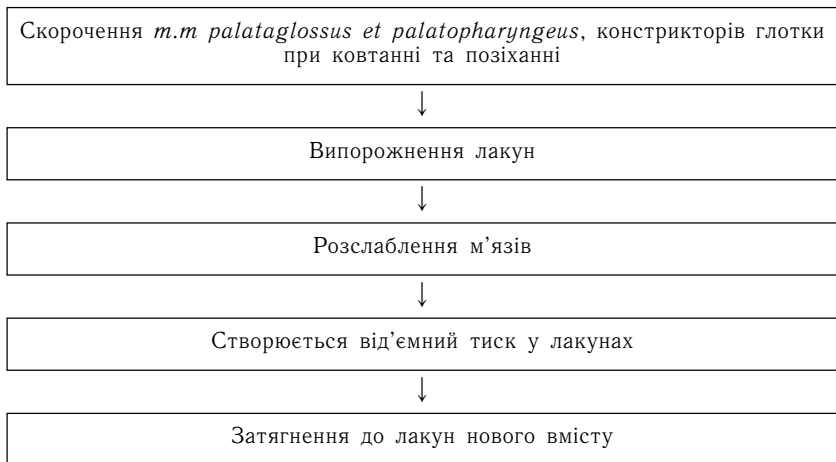 Скорочення m.m palataglossus et palatopharyngeus, констрикторів глотки
при ковтанні та позіханні
↓
Випорожнення лакун
↓
Розслаблення м’язів
↓
Створюється від’ємний тиск у лакунах
↓
Затягнення до лакун нового вмісту